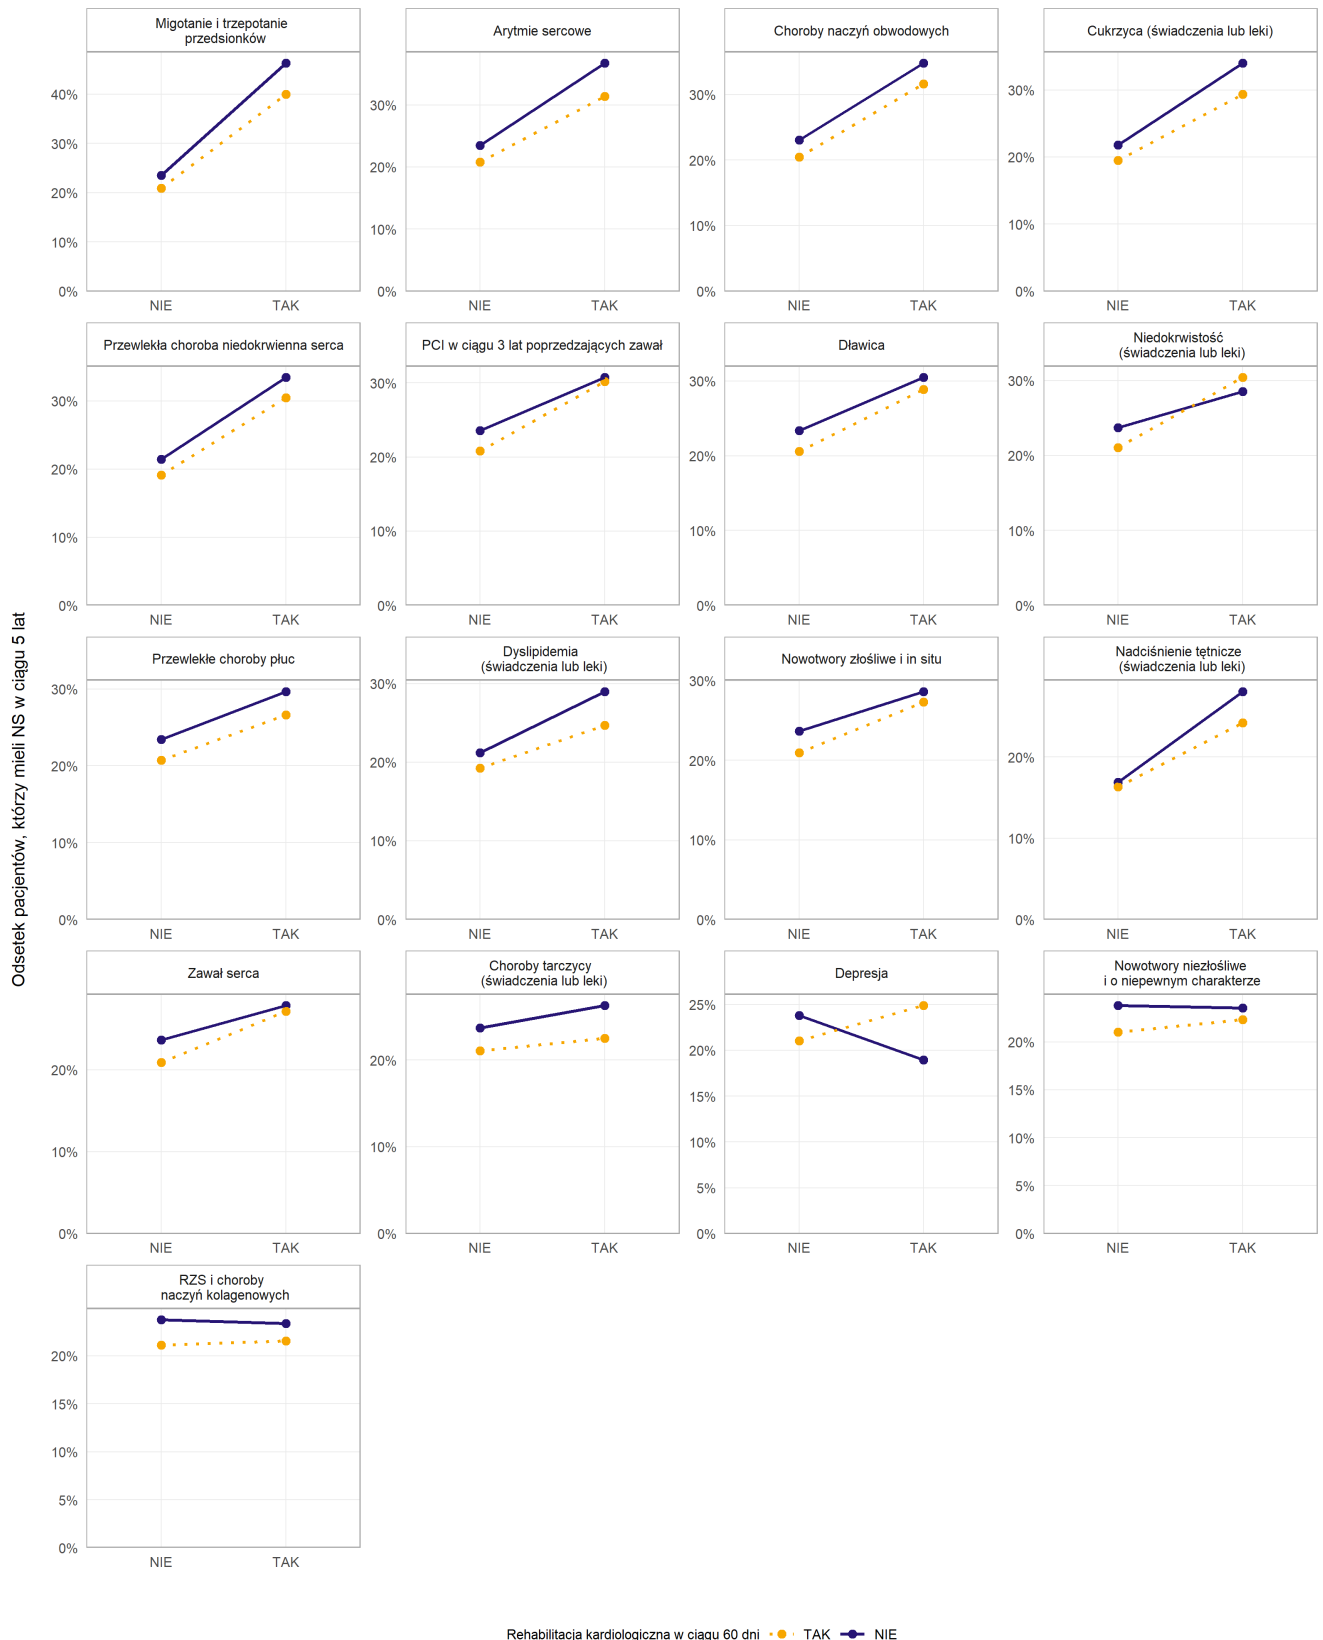 Migotanie i trzepotanie
przedsionków
Arytmie sercowe
Choroby naczyń obwodowych
Cukrzyca (świadczenia lub leki)
40%
30%
20%
10%
0%
NIE TAK
30%
20%
10%
0%
NIE TAK
30%
20%
10%
0%
NIE TAK
30%
20%
10%
0%
NIE TAK
Przewlekła choroba niedokrwienna serca
PCI w ciągu 3 lat poprzedzających zawał
Dławica
Niedokrwistość
(świadczenia lub leki)
30%
20%
10%
0%
NIE TAK
30%
20%
10%
0%
NIE TAK
30%
20%
10%
0%
NIE TAK
30%
20%
10%
0%
NIE TAK
Odsetek pacjentów, którzy mieli NS w ciągu 5 lat
Przewlekłe choroby płuc
Dyslipidemia
(świadczenia lub leki)
Nowotwory złośliwe i in situ
Nadciśnienie tętnicze
(świadczenia lub leki)
30%
20%
10%
0%
NIE TAK
30%
20%
10%
0%
NIE TAK
30%
20%
10%
0%
NIE TAK
20%
10%
0%
NIE TAK
Zawał serca
Choroby tarczycy
(świadczenia lub leki)
Depresja
Nowotwory niezłośliwe
i o niepewnym charakterze
20%
10%
0%
NIE TAK
20%
10%
0%
NIE TAK
25%
20%
15%
10%
5%
0%
NIE TAK
20%
15%
10%
5%
0%
NIE TAK
RZS i choroby
naczyń kolagenowych
20%
15%
10%
5%
0%
NIE TAK
Rehabilitacja kardiologiczna w ciągu 60 dni TAK NIE